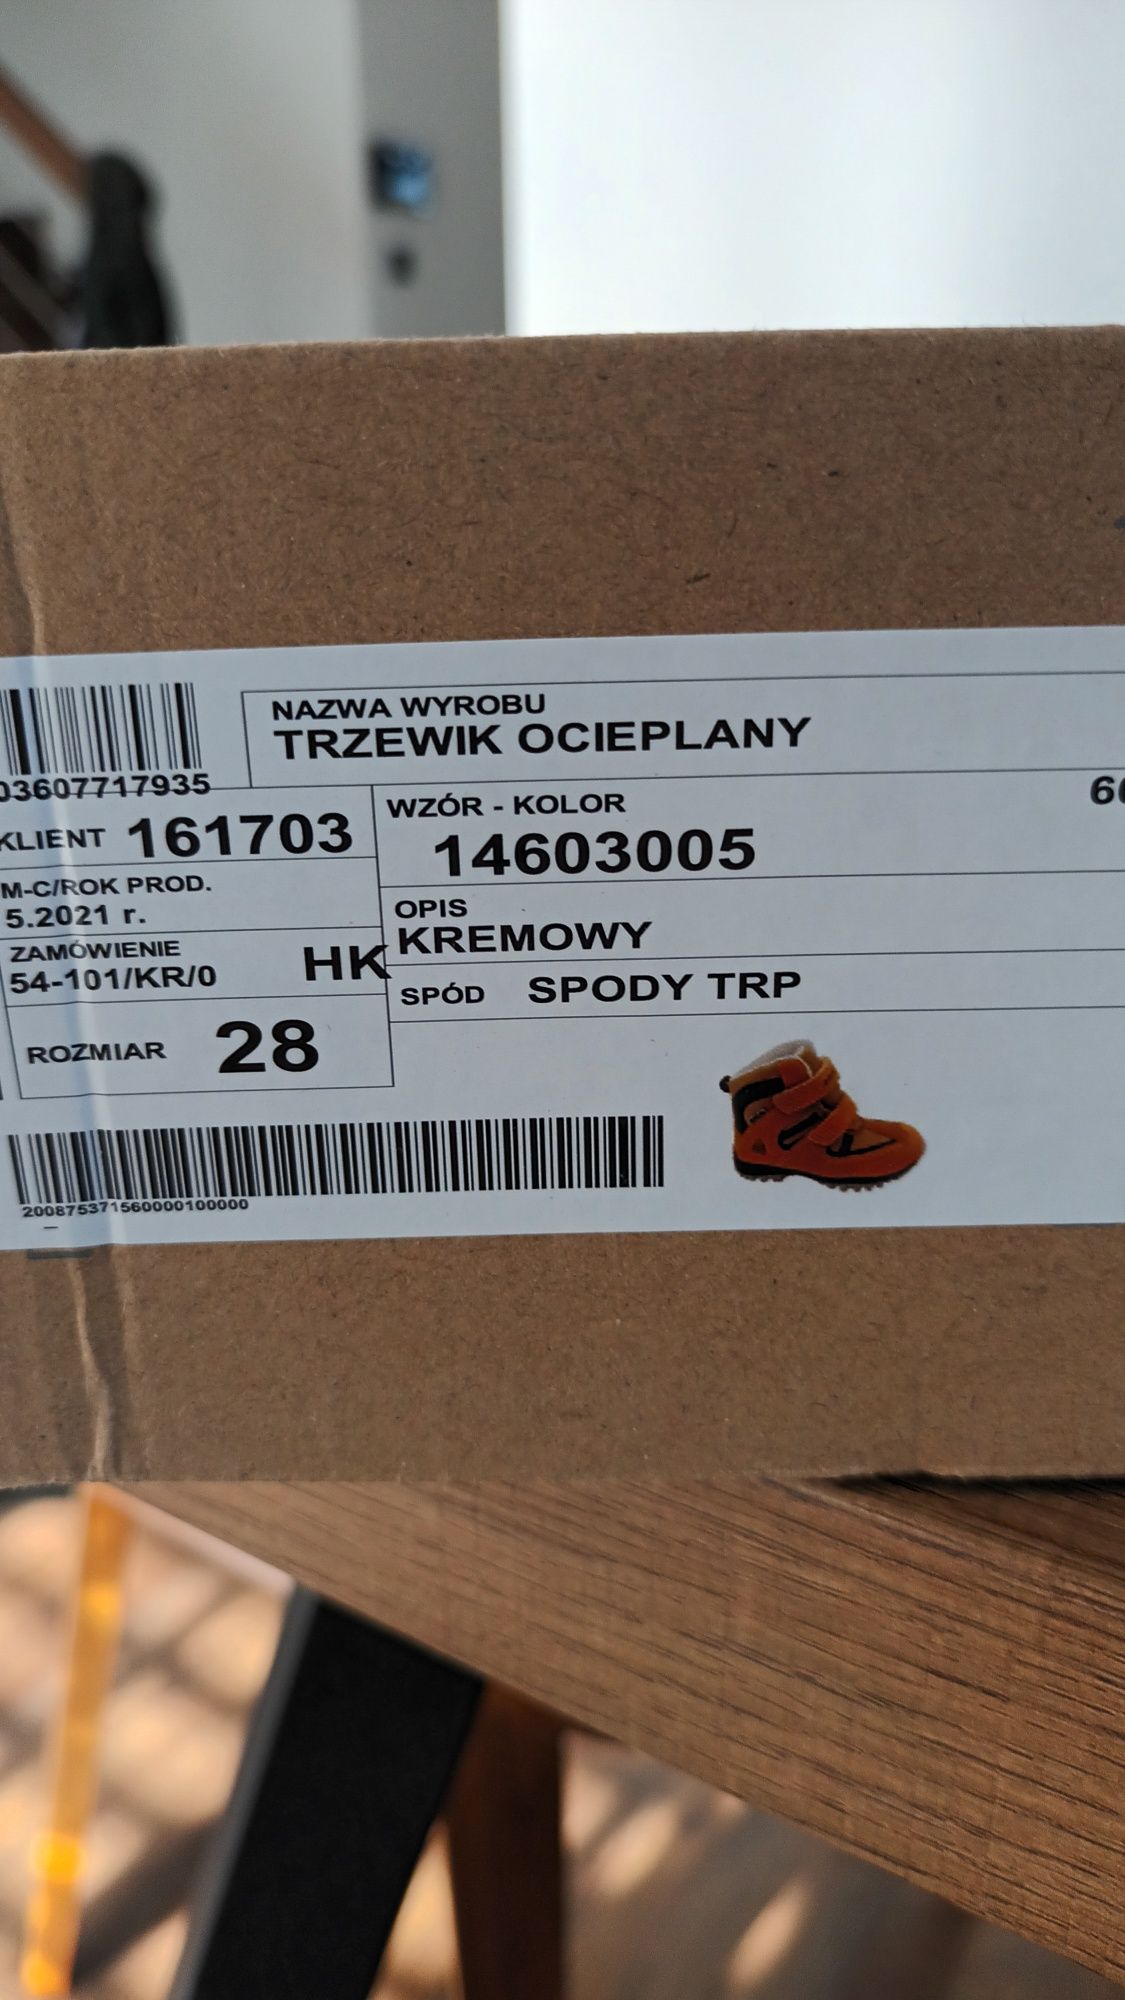 03607717935
NAZWA WYROBU
TRZEWIK OCIEPLANY
KLIENT 161703
WZÓR - KOLOR
14603005
M-C/ROK PROD.
5.2021 r.
OPIS
KREMOWY
ZAMÓWIENIE
54-101/KR/0 HK
SPÓD SPODY TRP
ROZMIAR 28
200875371560000100000